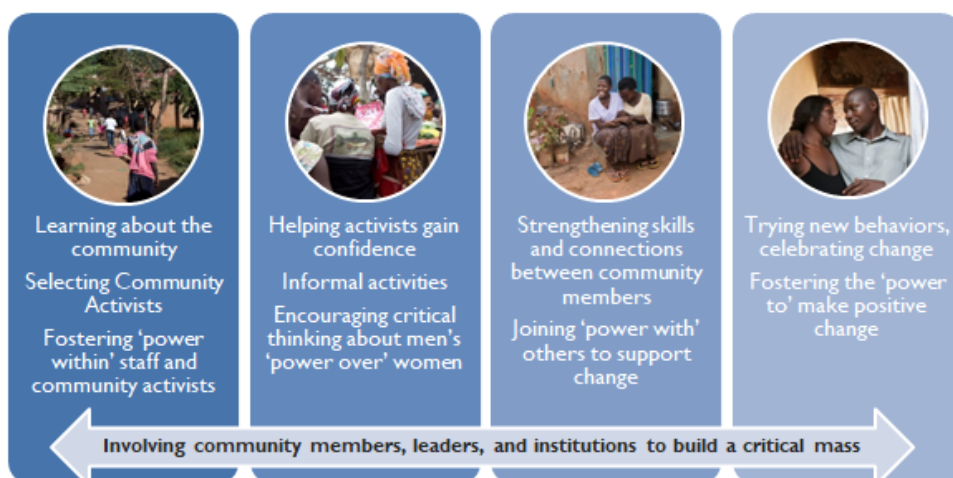 Learning about the
community
Selecting Community
Activists
Fostering ‘power
within’ staff and
community activists
Helping activists gain
confidence
Informal activities
Encouraging critical
thinking about men’s
‘power over’ women
Strengthening skills
and connections
between community
members
Joining ‘power with’
others to support
change
Trying new behaviors,
celebrating change
Fostering the ‘power
to’ make positive
change
Involving community members, leaders, and institutions to build a critical mass